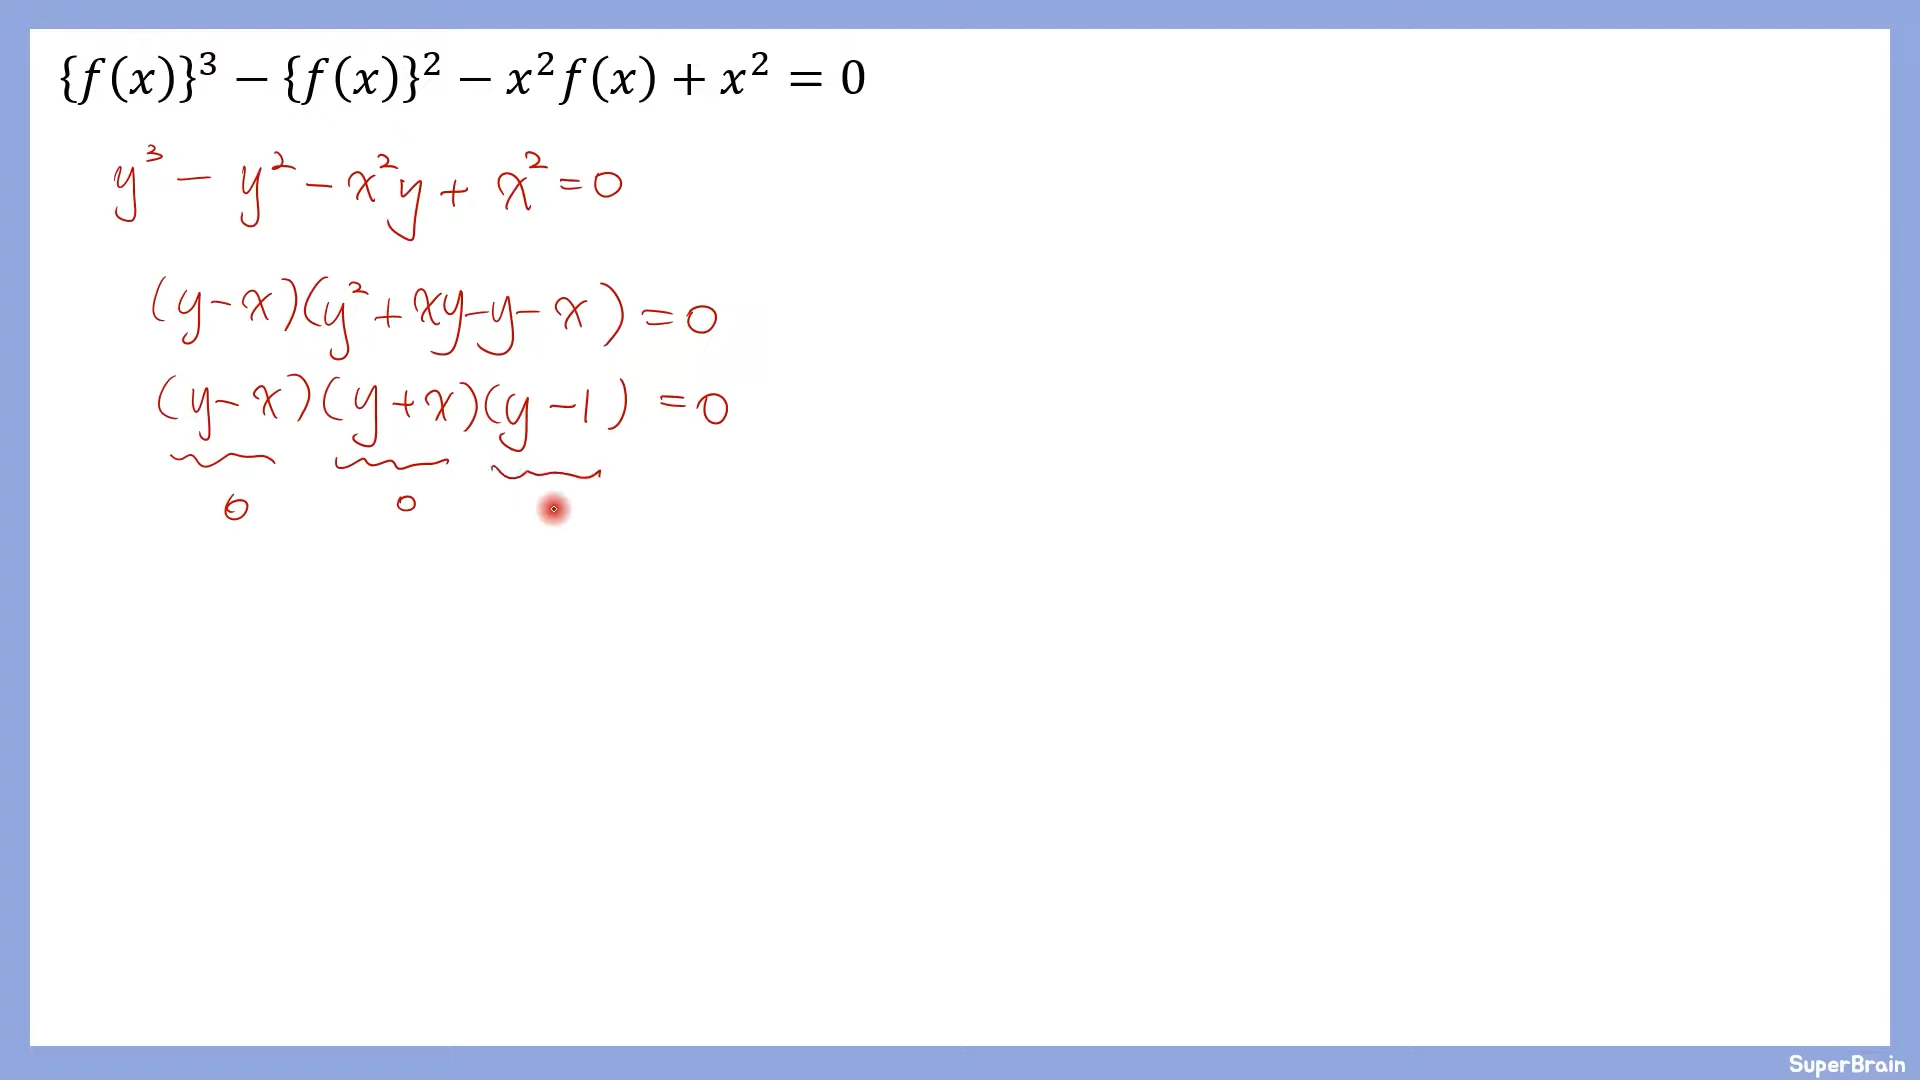 {f(x)}³ − {f(x)}² − x²f(x) + x² = 0
y³ − y² − x²y + x² = 0
(y−x)(y²+xy−y−x) = 0
(y−x)(y+x)(y−1) = 0
0 0
SuperBrain